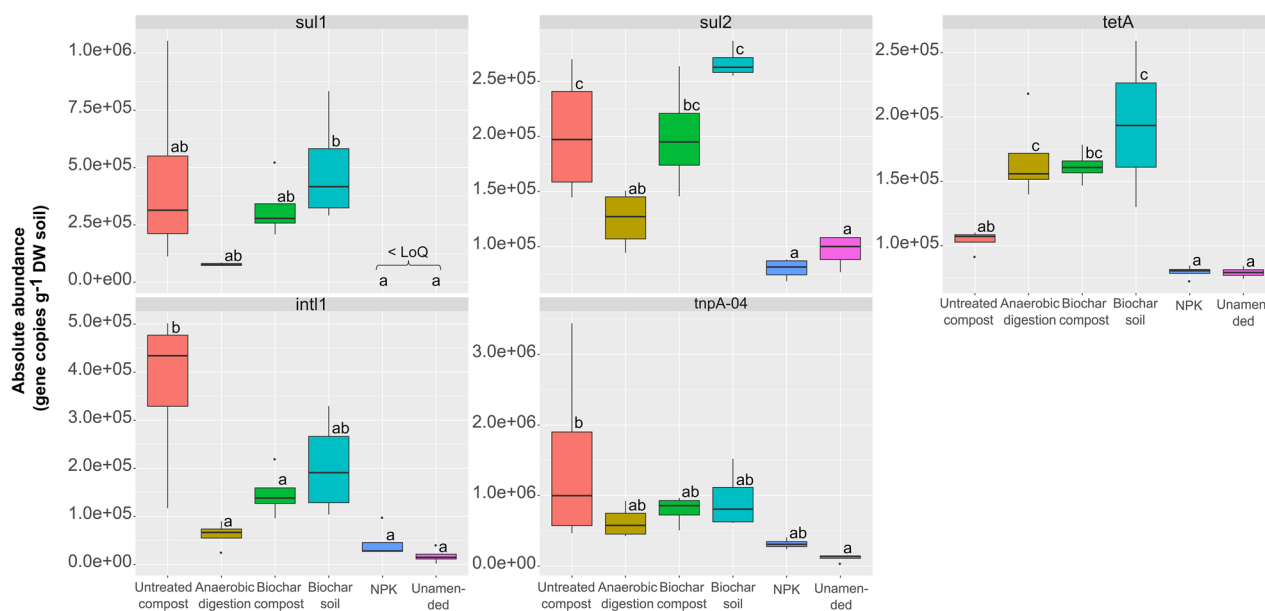 Absolute abundance
(gene copies g-1 DW soil)
sul1
1.0e+06
7.5e+05
5.0e+05
2.5e+05
0.0e+00
ab
ab
ab
b
< LoQ
a
a
sul2
2.5e+05
2.0e+05
1.5e+05
1.0e+05
c
ab
bc
c
a
a
tetA
2.5e+05
2.0e+05
1.5e+05
1.0e+05
ab
c
bc
c
a
a
Untreated
compost
Anaerobic
digestion
Biochar
compost
Biochar
soil
NPK
Unamen-
ded
intl1
5.0e+05
4.0e+05
3.0e+05
2.0e+05
1.0e+05
0.0e+00
b
a
a
ab
a
a
Untreated
compost
Anaerobic
digestion
Biochar
compost
Biochar
soil
NPK
Unamen-
ded
tnpA-04
3.0e+06
2.0e+06
1.0e+06
0.0e+00
b
ab
ab
ab
ab
a
Untreated
compost
Anaerobic
digestion
Biochar
compost
Biochar
soil
NPK
Unamen-
ded